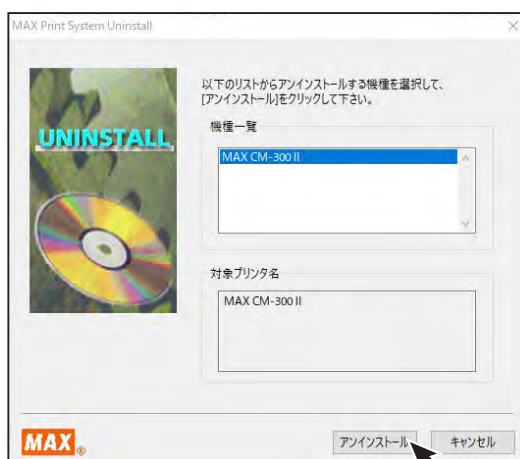 MAX Print System Uninstall
UNINSTALL
以下のリストからアンインストールする機種を選択して、
[アンインストール]をクリックして下さい。
機種一覧
MAX CM-300Ⅱ
対象プリンタ名
MAX CM-300Ⅱ
MAX®
アンインストール
キャンセル